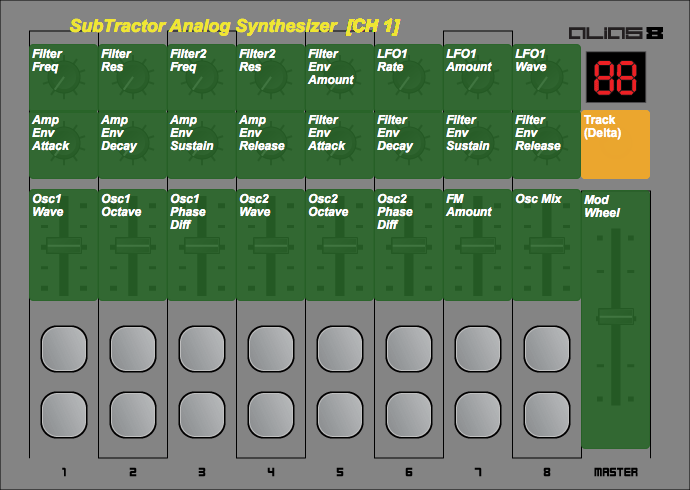 SubTractor Analog Synthesizer [CH 1]
ALIAS 8
Filter Freq
Filter Res
Filter2 Freq
Filter2 Res
Filter Env Amount
LFO1 Rate
LFO1 Amount
LFO1 Wave
88
Amp Env Attack
Amp Env Decay
Amp Env Sustain
Amp Env Release
Filter Env Attack
Filter Env Decay
Filter Env Sustain
Filter Env Release
Track (Delta)
Osc1 Wave
Osc1 Octave
Osc1 Phase Diff
Osc2 Wave
Osc2 Octave
Osc2 Phase Diff
FM Amount
Osc Mix
Mod Wheel
1 2 3 4 5 6 7 8 MASTER